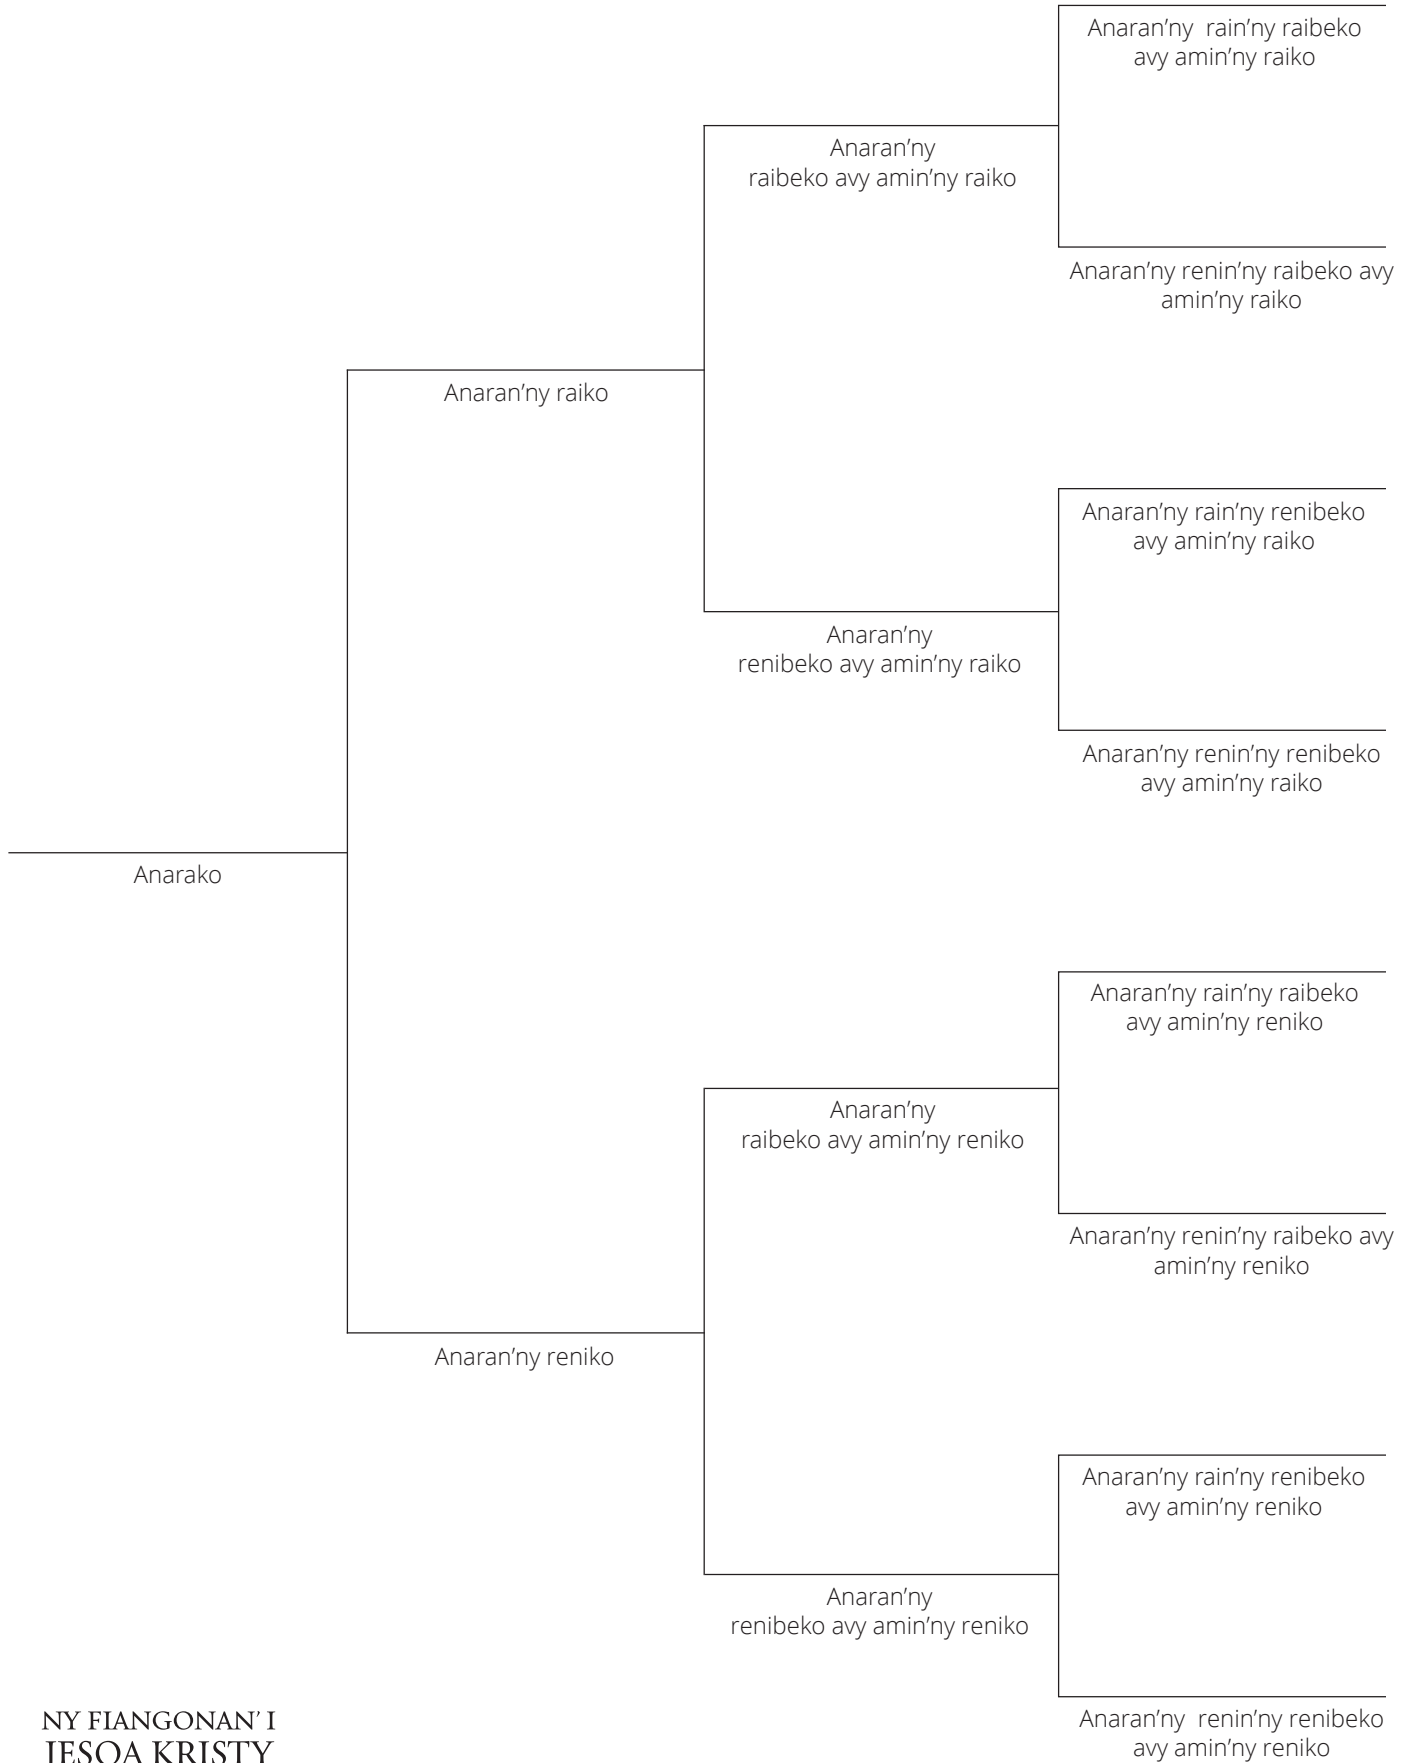 Anaran’ny  rain’ny raibeko
avy amin’ny raiko
Anaran’ny
raibeko avy amin’ny raiko
Anaran’ny renin’ny raibeko avy
amin’ny raiko
Anaran’ny raiko
Anaran’ny rain’ny renibeko
avy amin’ny raiko
Anaran’ny
renibeko avy amin’ny raiko
Anaran’ny renin’ny renibeko
avy amin’ny raiko
Anarako
Anaran’ny rain’ny raibeko
avy amin’ny reniko
Anaran’ny
raibeko avy amin’ny reniko
Anaran’ny renin’ny raibeko avy
amin’ny reniko
Anaran’ny reniko
Anaran’ny rain’ny renibeko
avy amin’ny reniko
Anaran’ny
renibeko avy amin’ny reniko
Anaran’ny  renin’ny renibeko
avy amin’ny reniko
NY FIANGONAN’ I
JESOA KRISTY